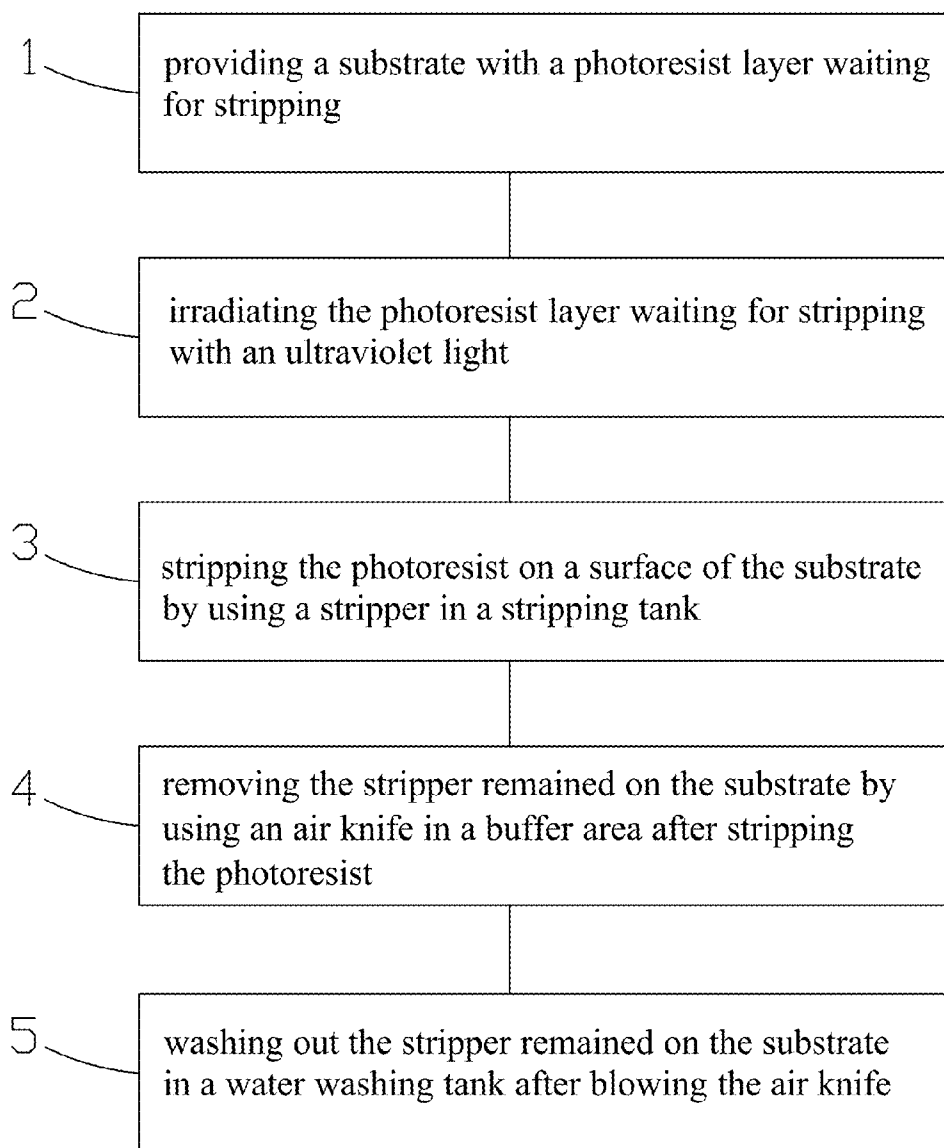 1
providing a substrate with a photoresist layer waiting
for stripping
2
irradiating the photoresist layer waiting for stripping
with an ultraviolet light
3
stripping the photoresist on a surface of the substrate
by using a stripper in a stripping tank
4
removing the stripper remained on the substrate by
using an air knife in a buffer area after stripping
the photoresist
5
washing out the stripper remained on the substrate
in a water washing tank after blowing the air knife